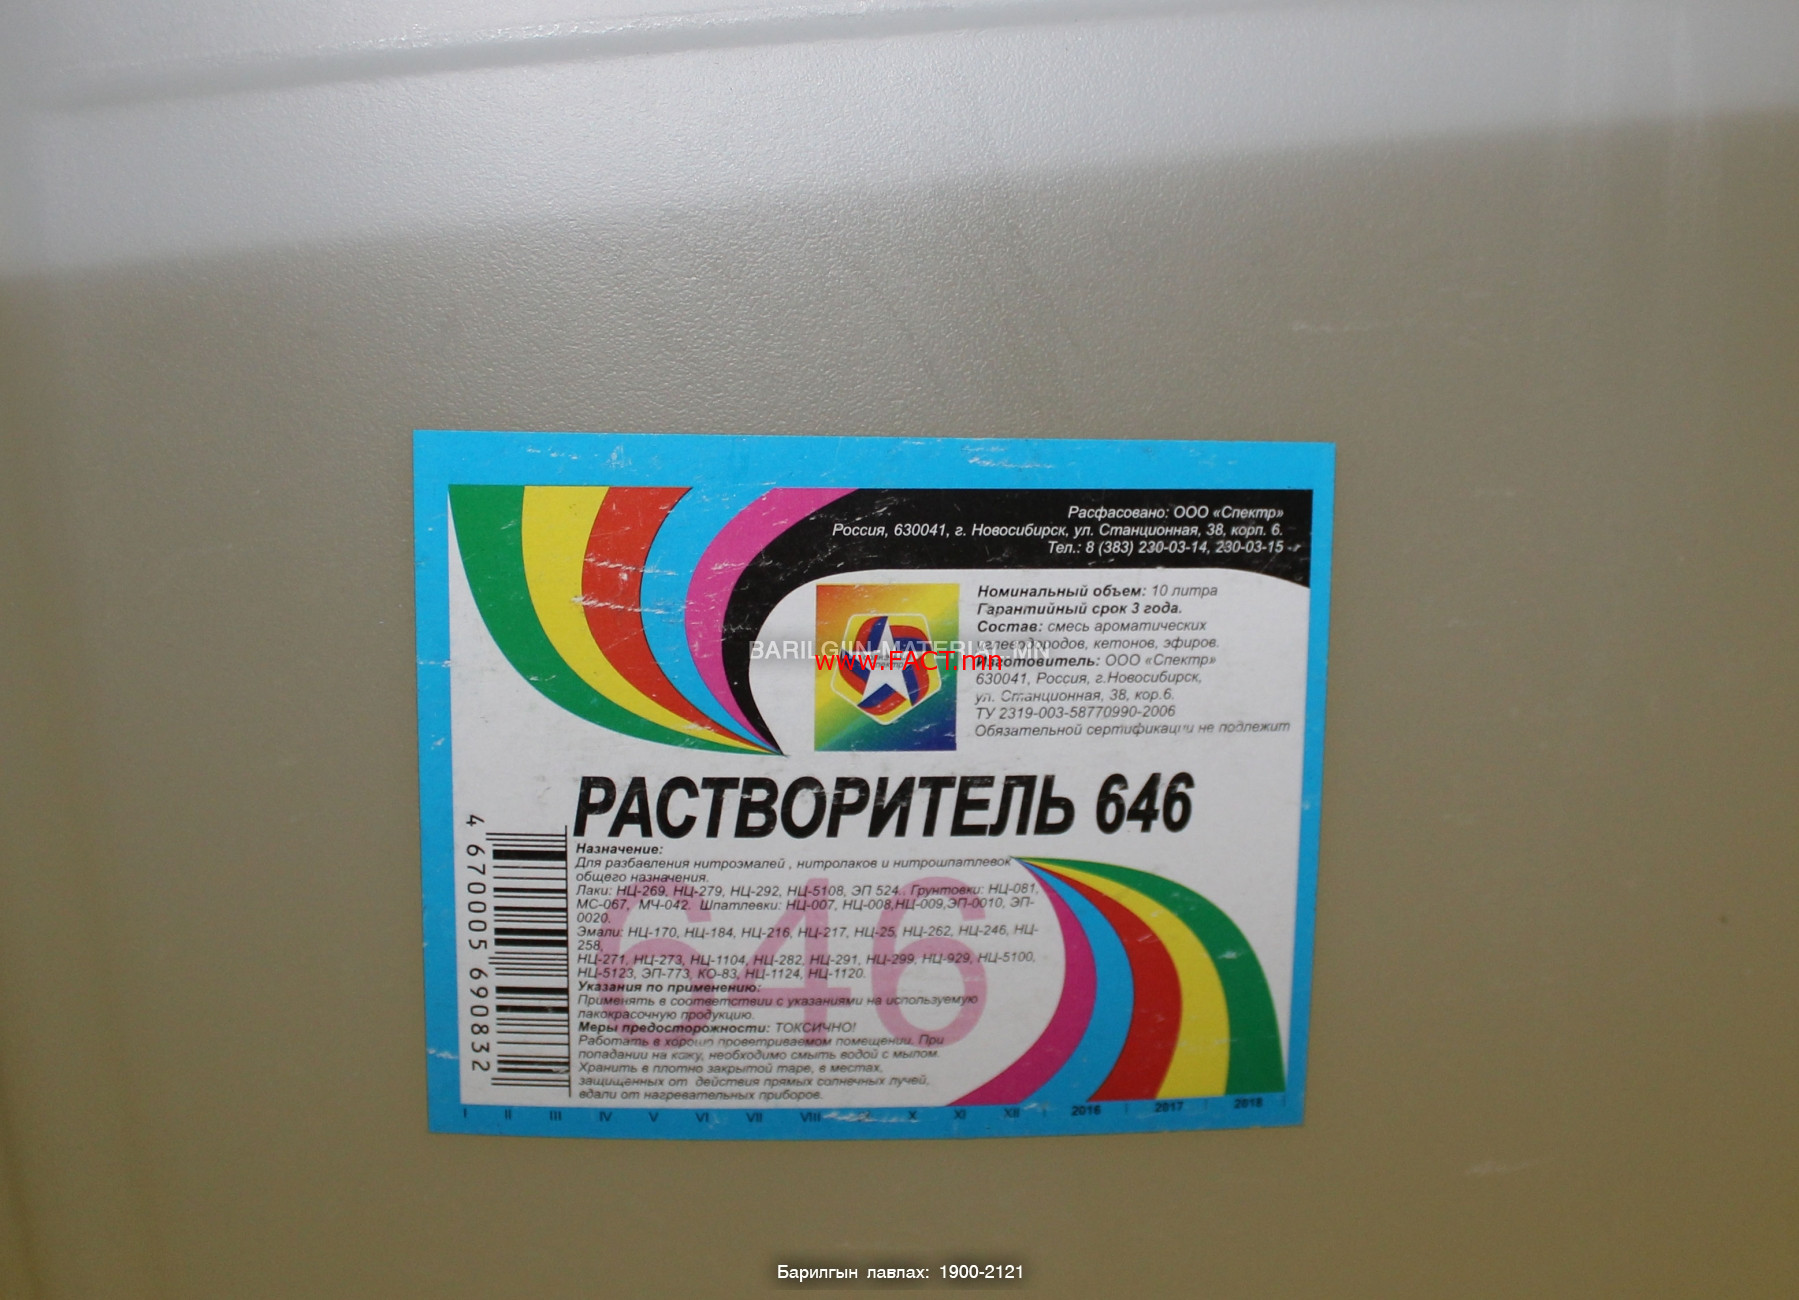 Расфасовано: ООО «Спектр»
Россия, 630041, г. Новосибирск, ул. Станционная, 38, корп. 6.
Тел.: 8 (383) 230-03-14, 230-03-15
Номинальный объем: 10 литра
Гарантийный срок 3 года.
Состав: смесь ароматических
углеводородов, кетонов, эфиров.
Изготовитель: ООО «Спектр»
630041, Россия, г.Новосибирск,
ул. Станционная, 38, кор.6.
ТУ 2319-003-58770990-2006
Обязательной сертификации не подлежит
BARILGIIN-MATERIAL.MN
www.FACT.mn
РАСТВОРИТЕЛЬ 646
4 670005 690832
646
Назначение:
Для разбавления нитроэмалей , нитролаков и нитрошпатлевок
общего назначения.
Лаки: НЦ-269, НЦ-279, НЦ-292, НЦ-5108, ЭП 524.. Грунтовки: НЦ-081,
МС-067, МЧ-042. Шпатлевки: НЦ-007, НЦ-008,НЦ-009,ЭП-0010, ЭП-
0020.
Эмали: НЦ-170, НЦ-184, НЦ-216, НЦ-217, НЦ-25, НЦ-262, НЦ-246, НЦ-
258,
НЦ-271, НЦ-273, НЦ-1104, НЦ-282, НЦ-291, НЦ-299, НЦ-929, НЦ-5100,
НЦ-5123, ЭП-773, КО-83, НЦ-1124, НЦ-1120.
Указания по применению:
Применять в соответствии с указаниями на используемую
лакокрасочную продукцию.
Меры предосторожности: ТОКСИЧНО!
Работать в хорошо проветриваемом помещении. При
попадании на кожу, необходимо смыть водой с мылом.
Хранить в плотно закрытой таре, в местах,
защищенных от действия прямых солнечных лучей,
вдали от нагревательных приборов.
I II III IV V VI VII VIII X XI XII 2016 2017 2018
Барилгын лавлах: 1900-2121